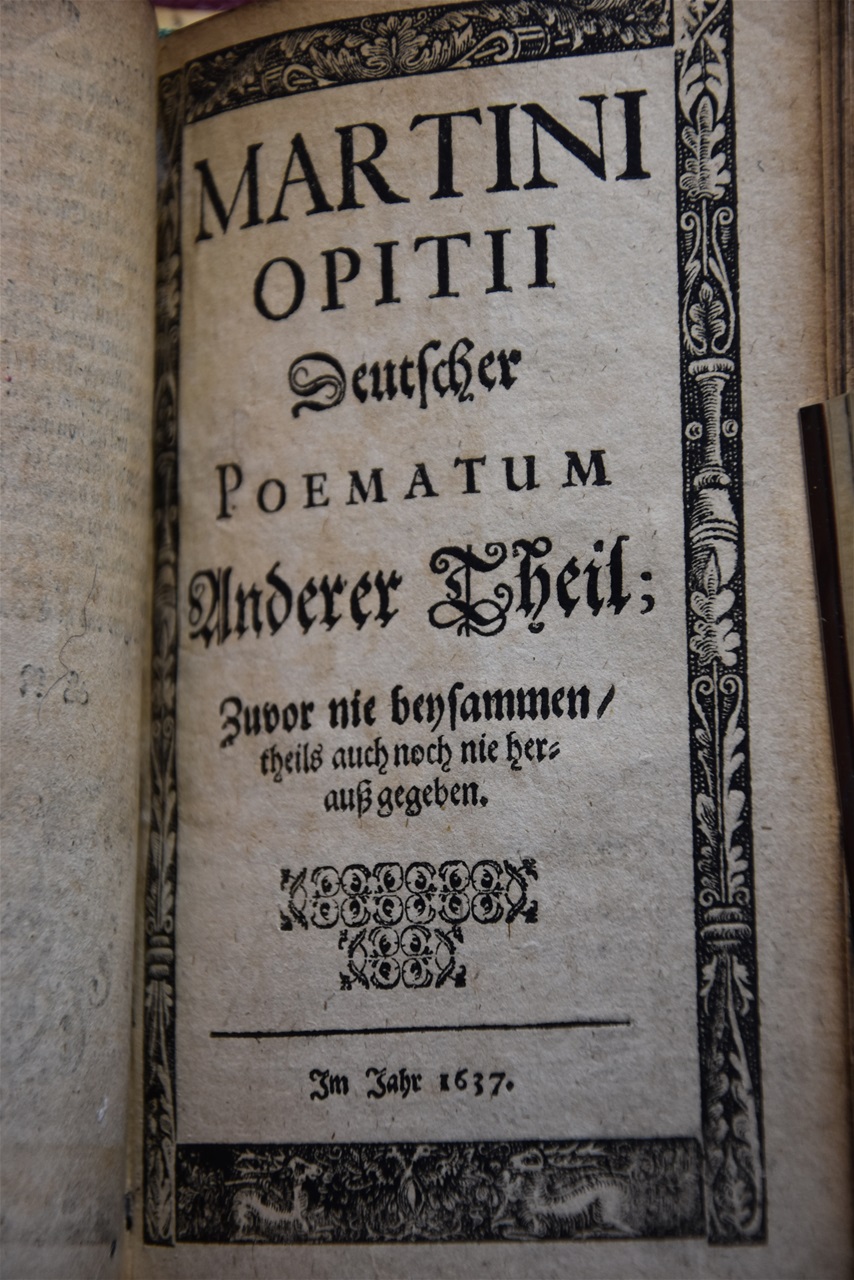 MARTINI
OPITII
Deutſcher
POEMATUM
Anderer Theil;
Zuvor nie beyſammen/
theils auch noch nie her⸗
auß gegeben.
Im Jahr 1637.